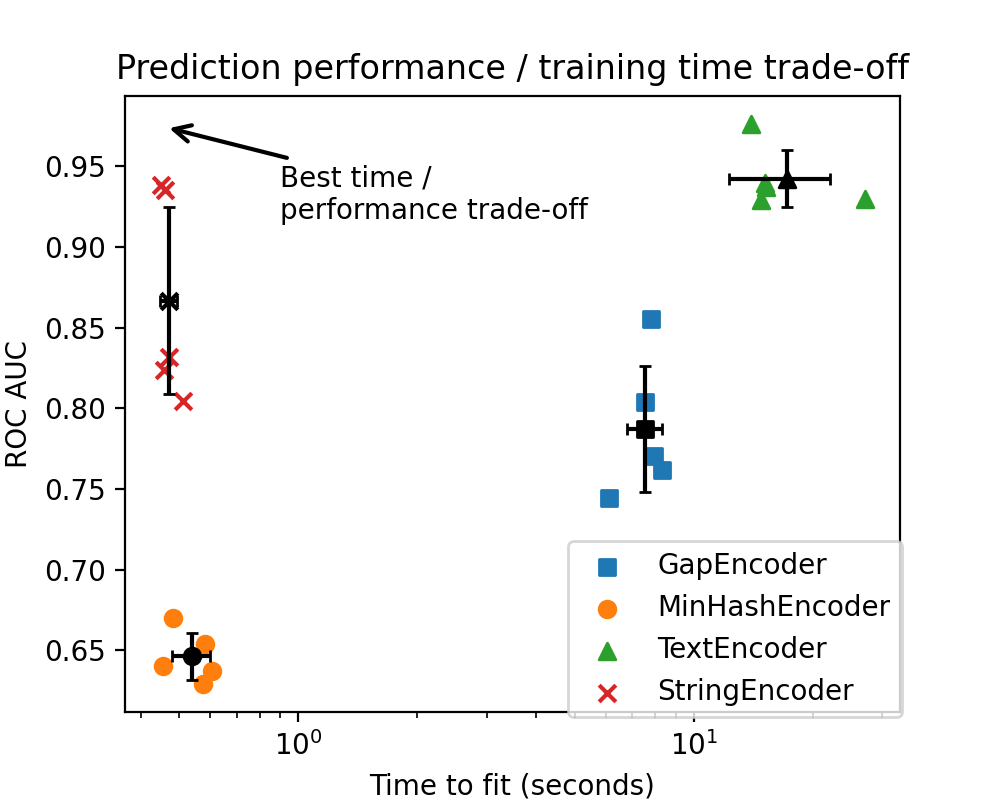 Prediction performance / training time trade-off
Best time /
performance trade-off
ROC AUC
0.95
0.90
0.85
0.80
0.75
0.70
0.65
GapEncoder
MinHashEncoder
TextEncoder
StringEncoder
10⁰
10¹
Time to fit (seconds)